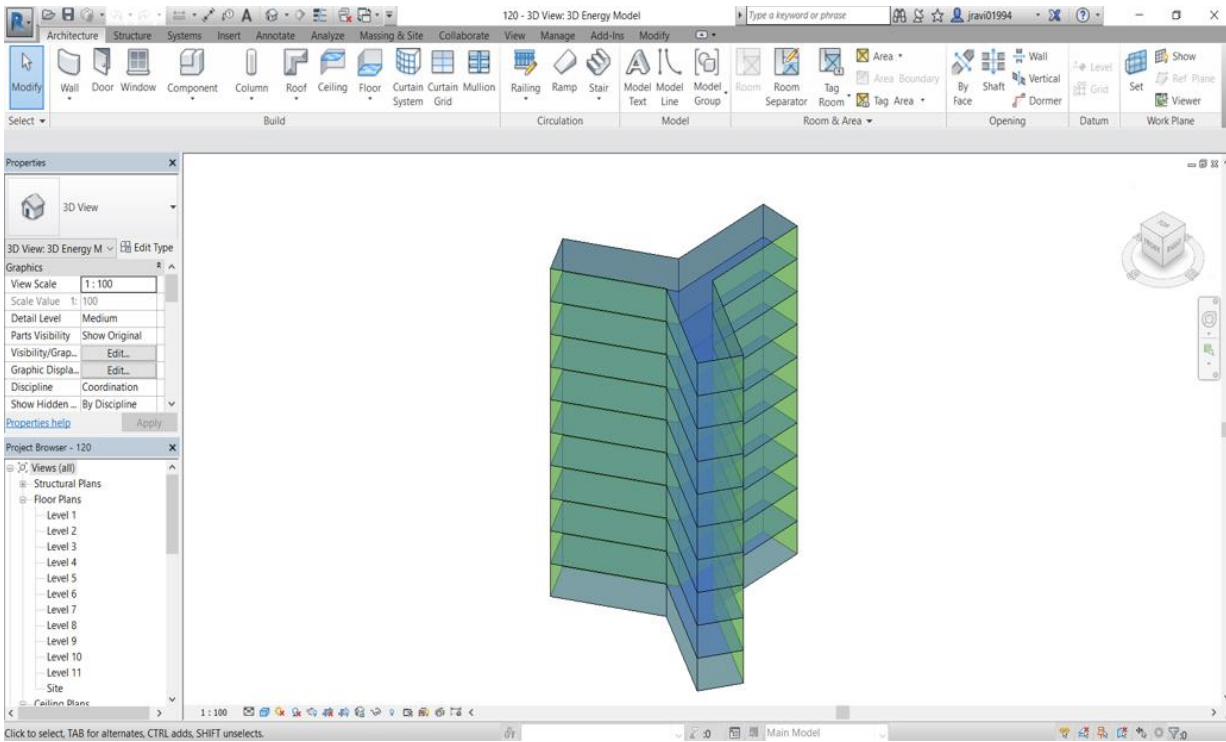 120 - 3D View: 3D Energy Model
Type a keyword or phrase
jravi01994
Architecture Structure Systems Insert Annotate Analyze Massing & Site Collaborate View Manage Add-Ins Modify
Modify Wall Door Window Component Column Roof Ceiling Floor Curtain System Curtain Grid Mullion Railing Ramp Stair Model Text Model Line Model Group Room Room Separator Tag Room Area Area Boundary Tag Area By Face Shaft Wall Vertical Dormer Level Grid Set Show Ref Plane Viewer
Select Build Circulation Model Room & Area Opening Datum Work Plane
Properties
3D View
3D View: 3D Energy M Edit Type
Graphics
View Scale 1 : 100
Scale Value 1: 100
Detail Level Medium
Parts Visibility Show Original
Visibility/Grap... Edit...
Graphic Displa... Edit...
Discipline Coordination
Show Hidden ... By Discipline
Properties help Apply
Project Browser - 120
Views (all)
Structural Plans
Floor Plans
Level 1
Level 2
Level 3
Level 4
Level 5
Level 6
Level 7
Level 8
Level 9
Level 10
Level 11
Site
Ceiling Plans
1 : 100
Click to select, TAB for alternates, CTRL adds, SHIFT unselects.
:0
Main Model
:0